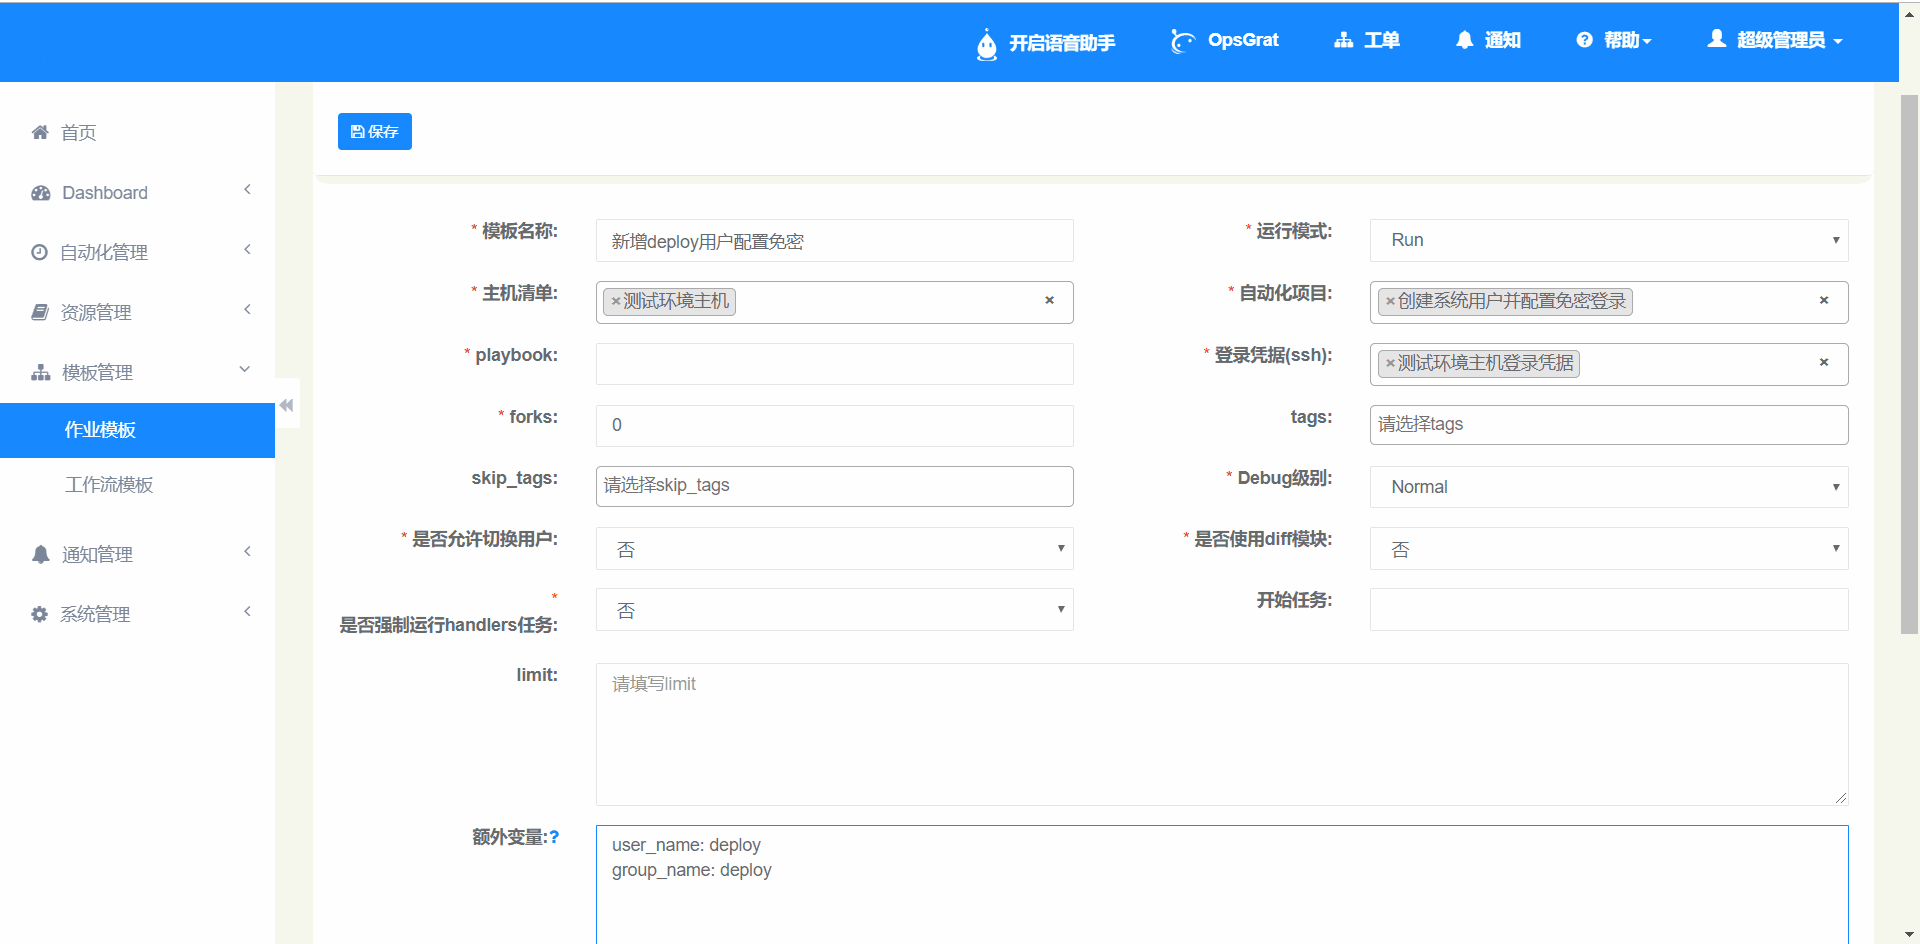 开启语音助手
OpsGrat
工单
通知
帮助
超级管理员
首页
Dashboard
自动化管理
资源管理
模板管理
作业模板
工作流模板
通知管理
系统管理
保存
* 模板名称:
新增deploy用户配置免密
* 运行模式:
Run
* 主机清单:
×测试环境主机
×
* 自动化项目:
×创建系统用户并配置免密登录
×
* playbook:
* 登录凭据(ssh):
×测试环境主机登录凭据
×
* forks:
0
tags:
请选择tags
skip_tags:
请选择skip_tags
* Debug级别:
Normal
* 是否允许切换用户:
否
* 是否使用diff模块:
否
*
是否强制运行handlers任务:
否
开始任务:
limit:
请填写limit
额外变量:?
user_name: deploy
group_name: deploy